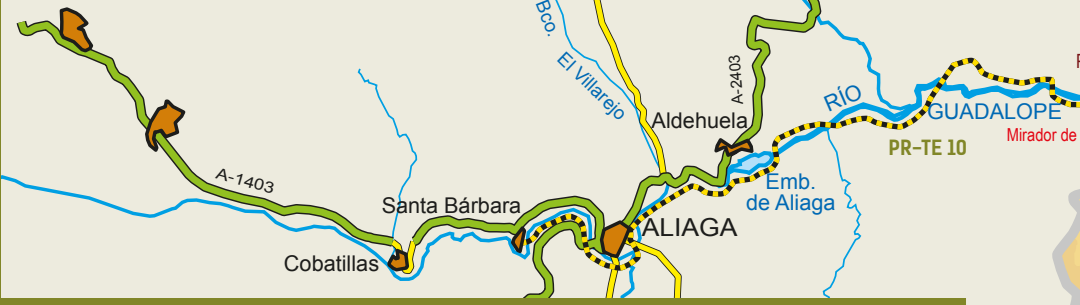 Bco.
El Villarejo
A-2403
Aldehuela
RÍO
GUADALOPE
Mirador de
PR-TE 10
A-1403
Emb.
de Aliaga
Santa Bárbara
ALIAGA
Cobatillas